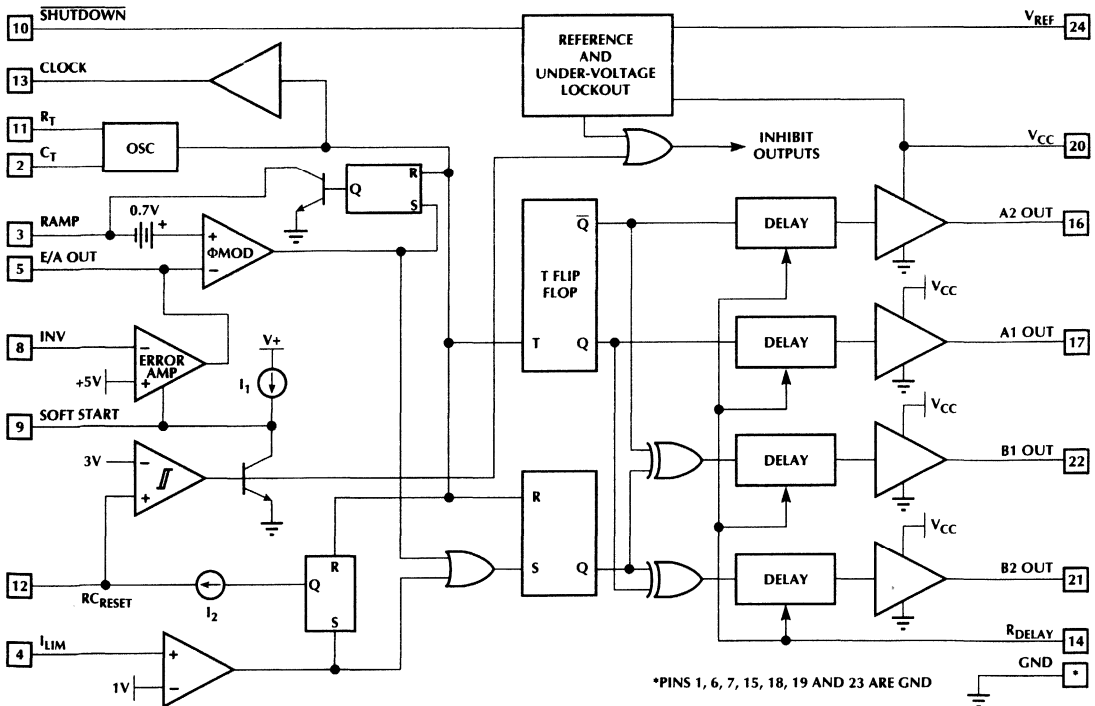 SHUTDOWN
10
CLOCK
13
RT
11
CT
2
OSC
RAMP
3
0.7V
+
E/A OUT
5
+
ΦMOD
−
Q
R
S
REFERENCE
AND
UNDER-VOLTAGE
LOCKOUT
VREF
24
INHIBIT
OUTPUTS
VCC
20
INV
8
−
ERROR
AMP
+
+5V
V+
I1
SOFT START
9
3V
−
+
12
RCRESET
I2
Q
R
S
ILIM
4
+
1V
−
Q
T FLIP
FLOP
T
Q
R
S
Q
DELAY
A2 OUT
16
VCC
DELAY
A1 OUT
17
VCC
DELAY
B1 OUT
22
VCC
DELAY
B2 OUT
21
RDELAY
14
GND
*
*PINS 1, 6, 7, 15, 18, 19 AND 23 ARE GND